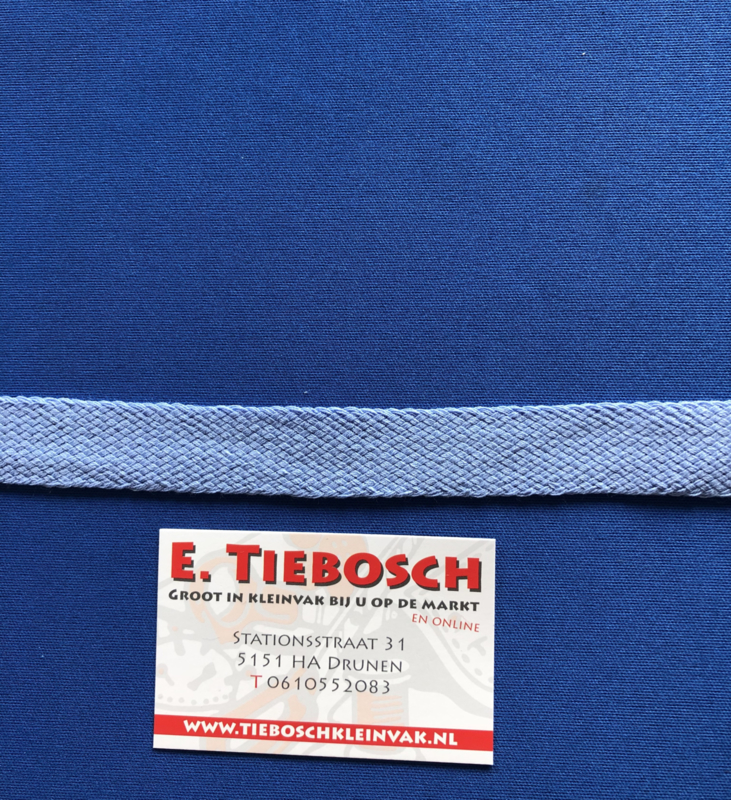 E. TIEBOSCH
GROOT IN KLEINVAK BIJ U OP DE MARKT
EN ONLINE
STATIONSSTRAAT 31
5151 HA DRUNEN
T 0610552083
WWW.TIEBOSCHKLEINVAK.NL